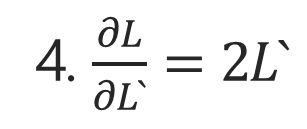 4. ∂L/∂L` = 2L`